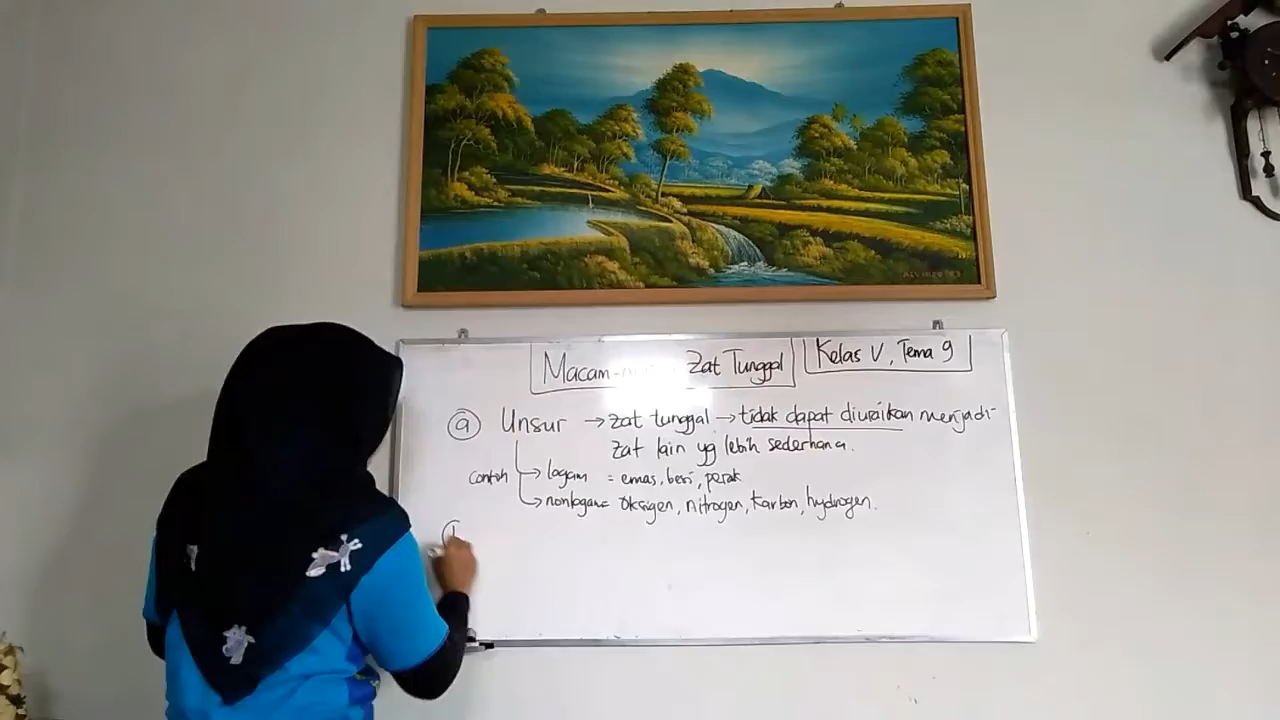 Macam- Zat Tunggal
Kelas V, Tema 9
a Unsur → zat tunggal → tidak dapat diuraikan menjadi
zat lain yg lebih sederhana.
Contoh → logam = emas, besi, perak
→ nonlogam = Oksigen, nitrogen, karbon, hydrogen.